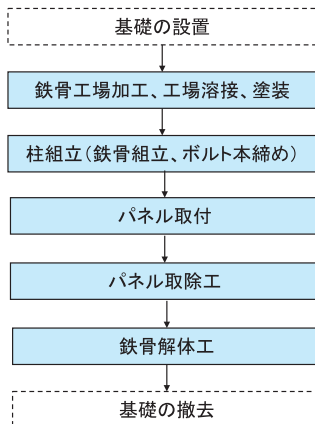 基礎の設置
鉄骨工場加工、工場溶接、塗装
柱組立(鉄骨組立、ボルト本締め)
パネル取付
パネル取除工
鉄骨解体工
基礎の撤去